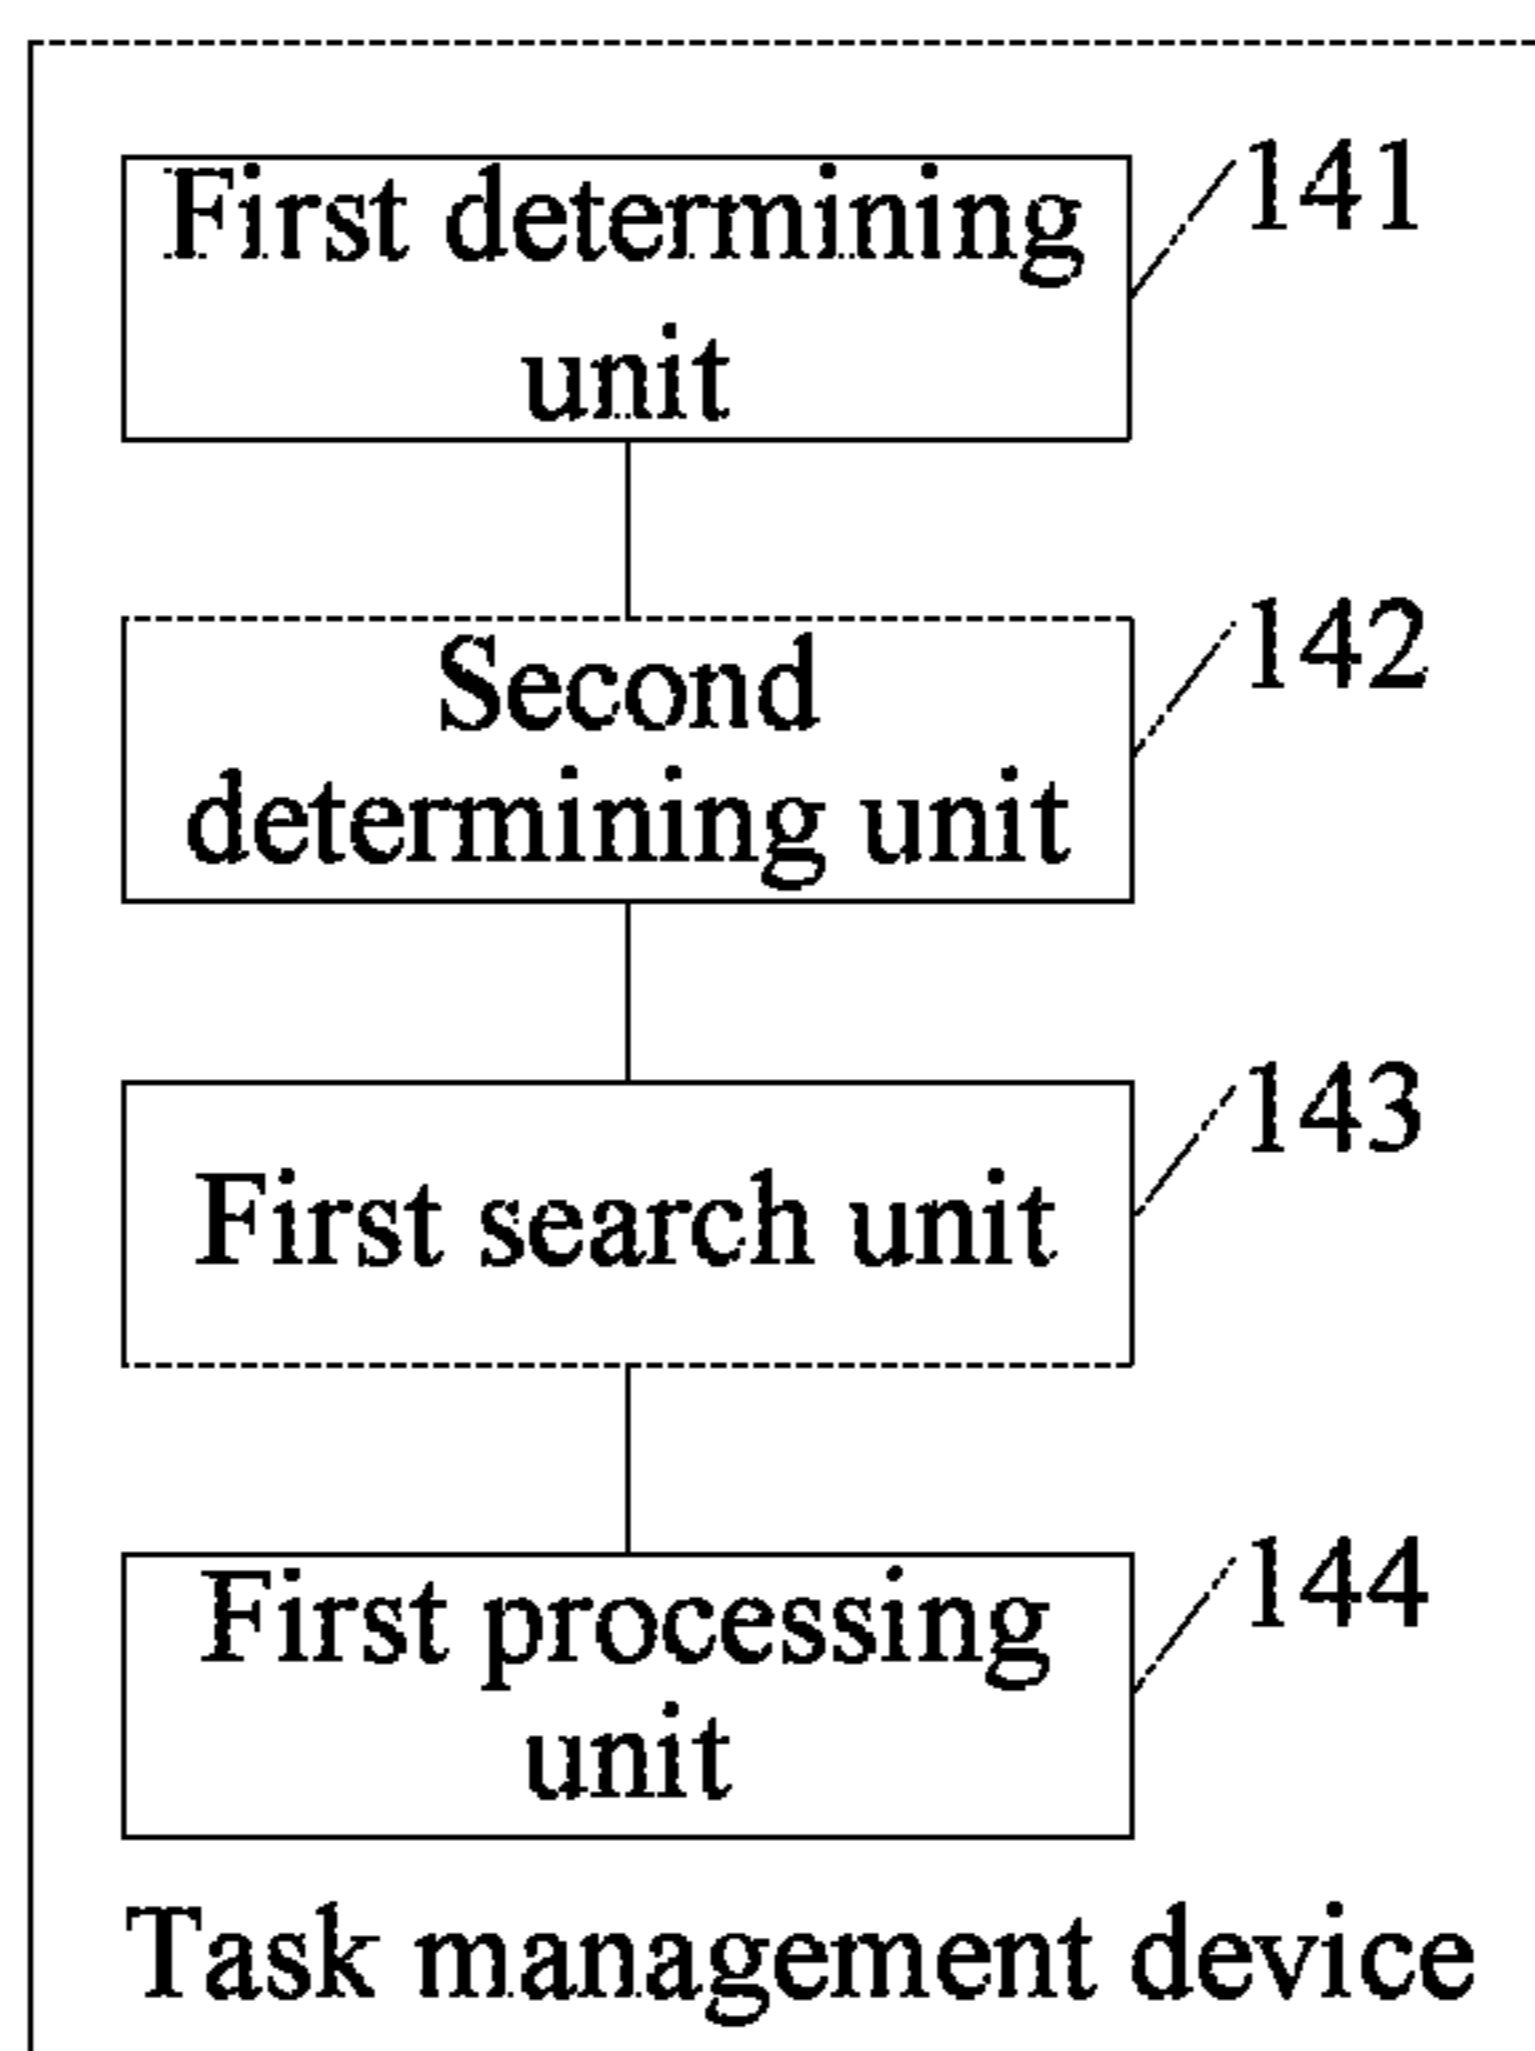 First determining
unit
141
Second
determining unit
142
First search unit
143
First processing
unit
144
Task management device